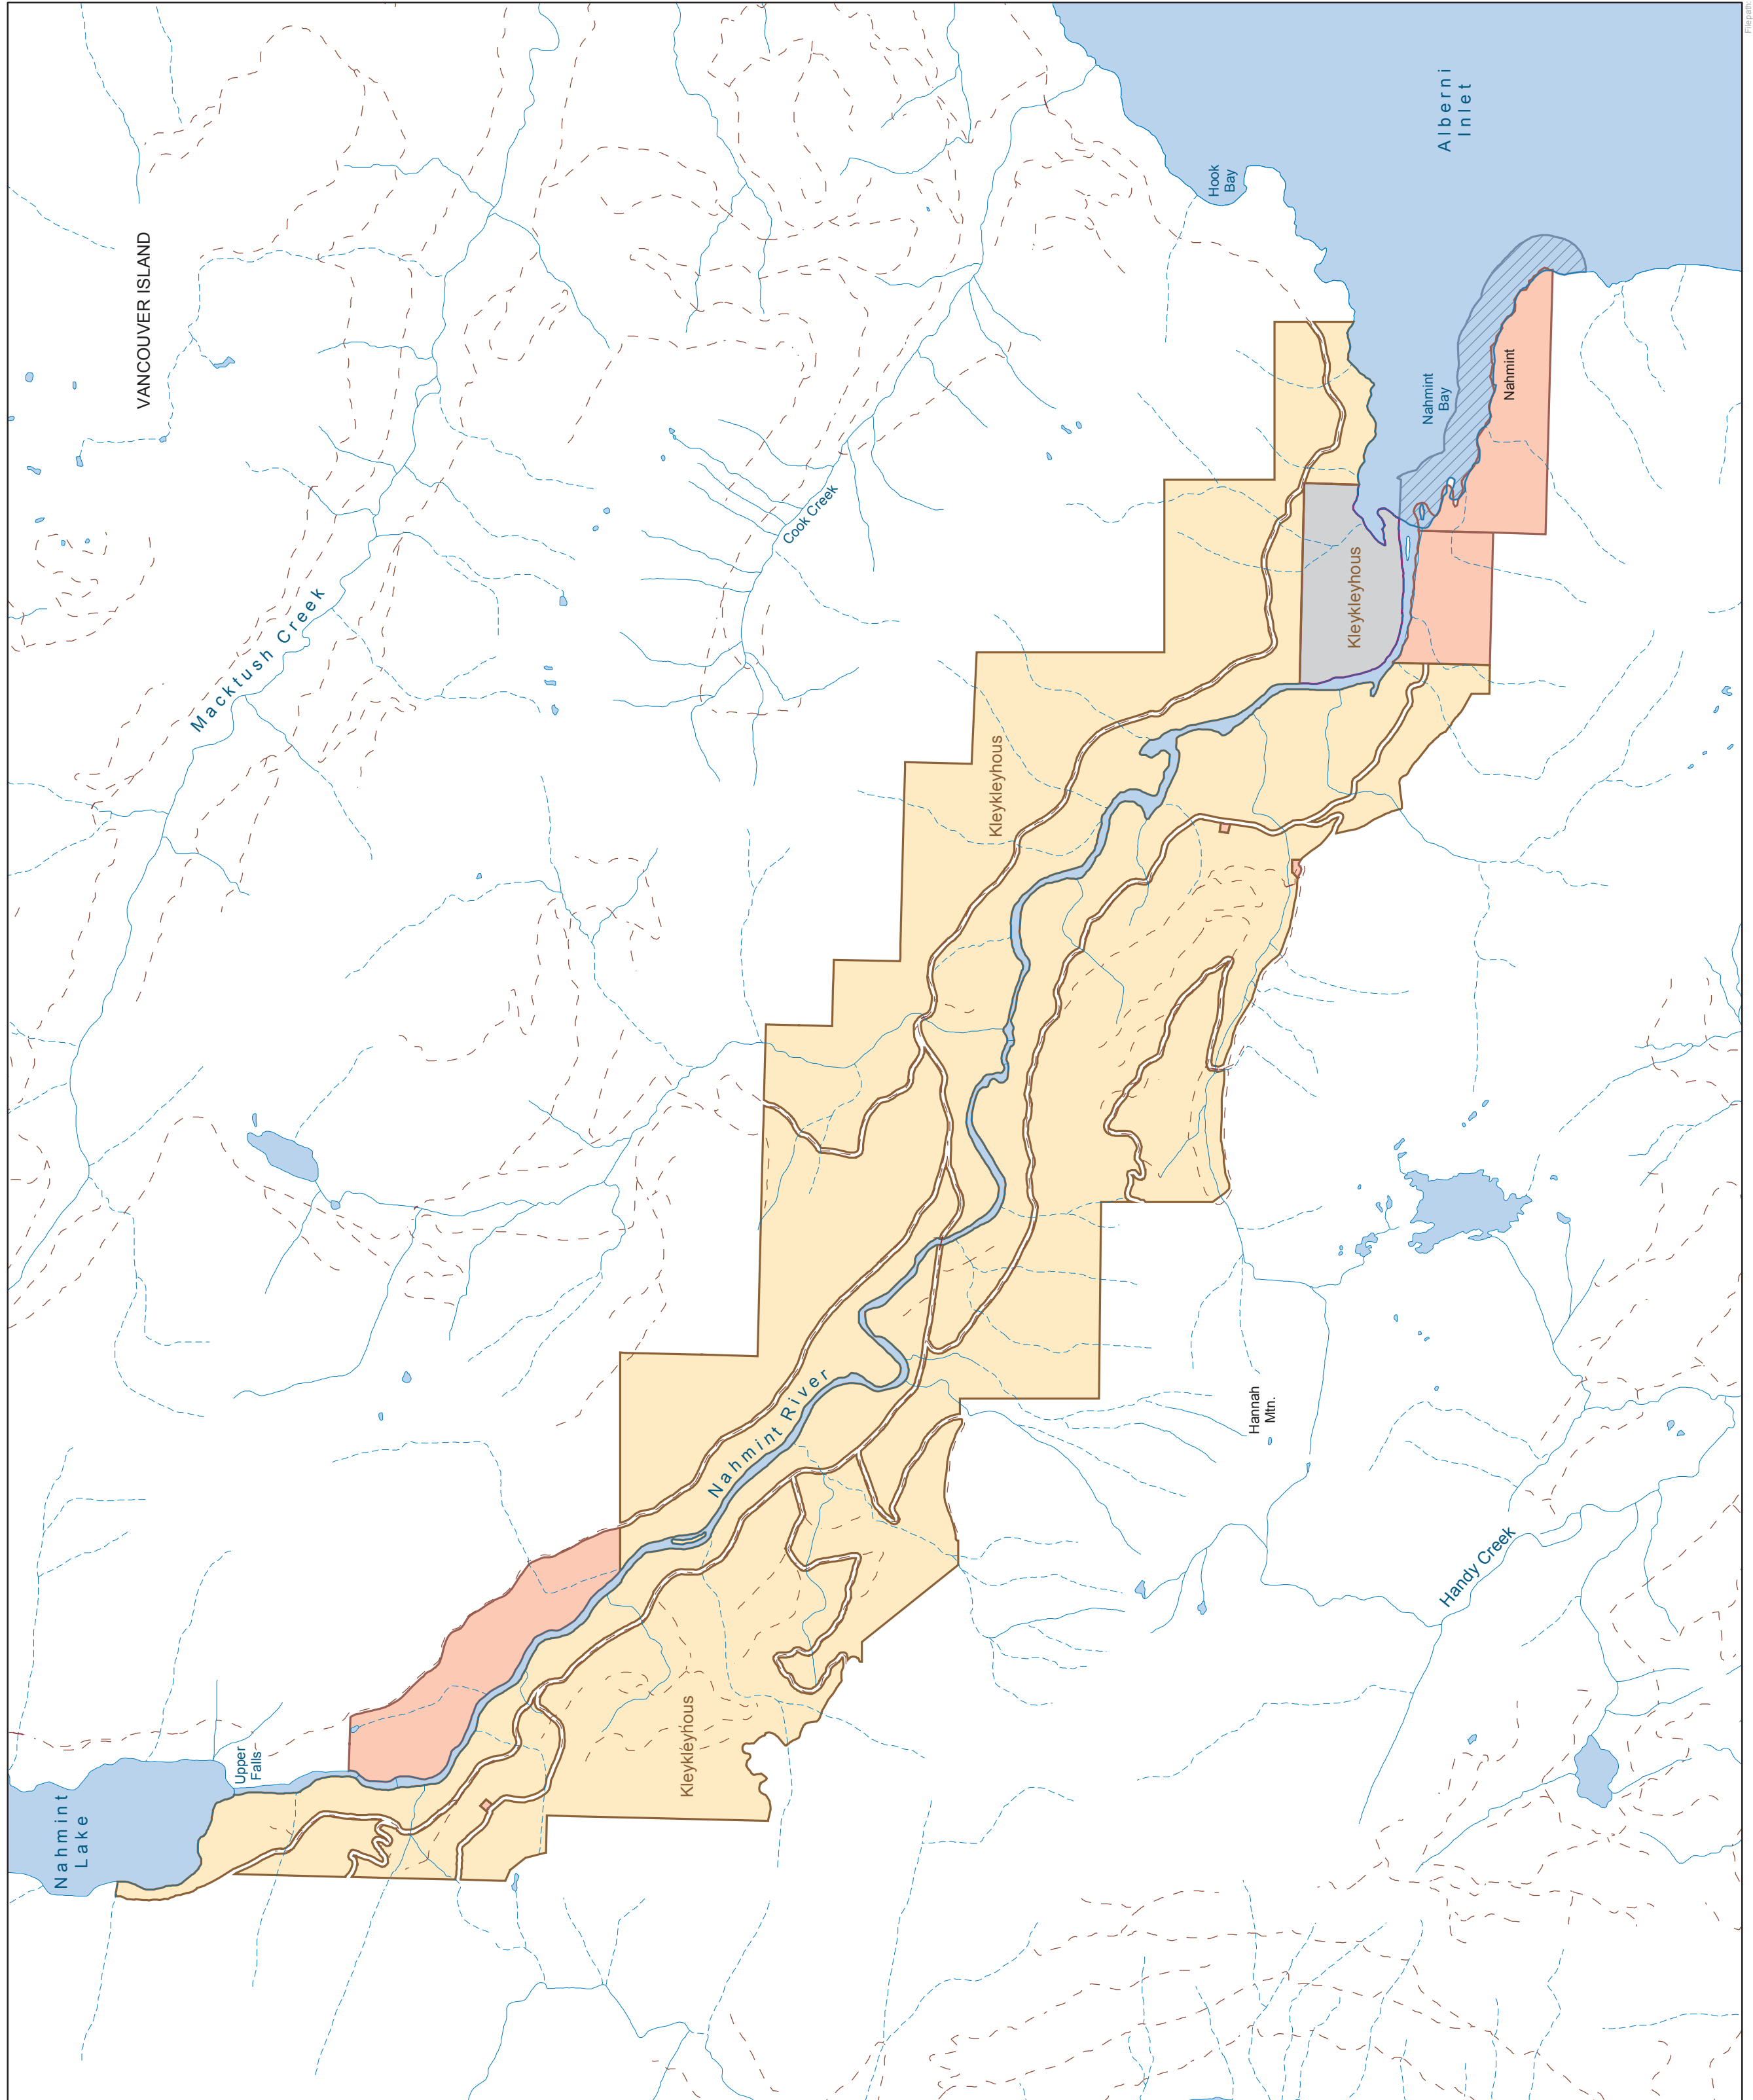 Filepath:
Alberni
Inlet
Hook
Bay
VANCOUVER ISLAND
Nahmint
Bay
Nahmint
Cook Creek
Kleykleyhous
Macktush Creek
Kleykleyhous
Nahmint River
Hannah
Mtn.
Handy Creek
Kleykleyhous
Upper
Falls
Nahmint
Lake